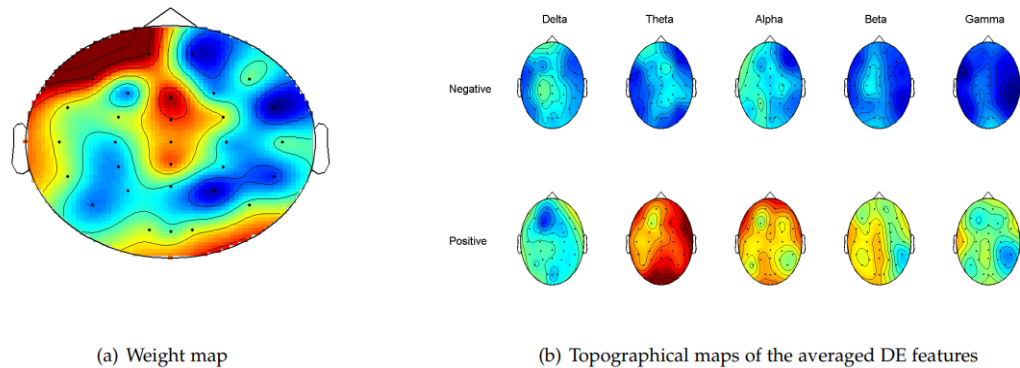 Delta Theta Alpha Beta Gamma
Negative
Positive
(a) Weight map
(b) Topographical maps of the averaged DE features